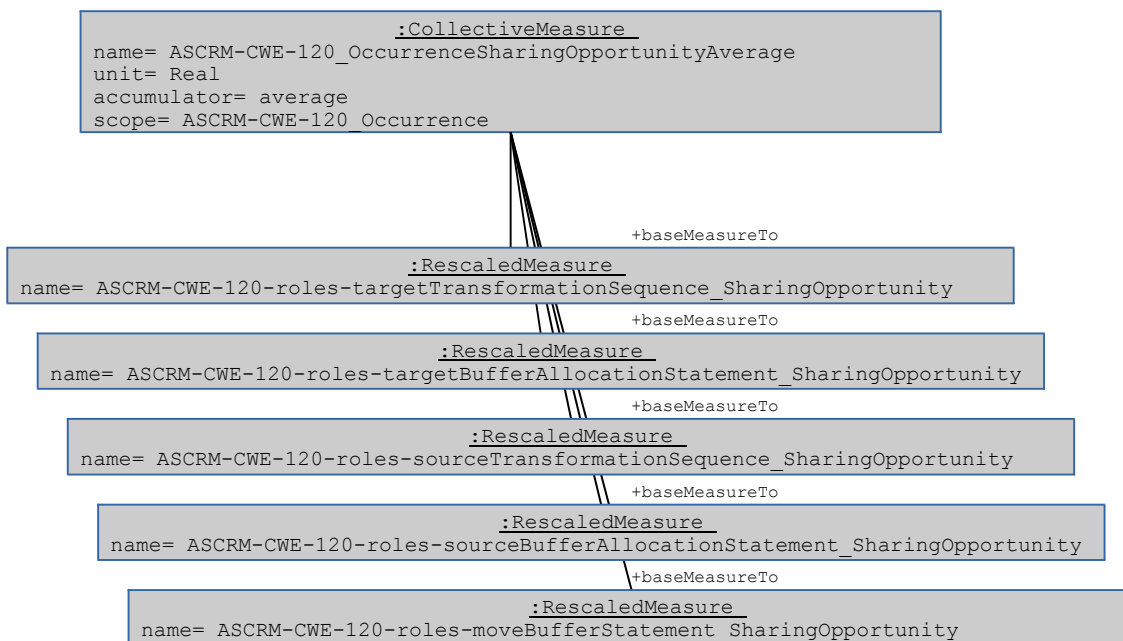 :CollectiveMeasure
name= ASCRM-CWE-120_OccurrenceSharingOpportunityAverage
unit= Real
accumulator= average
scope= ASCRM-CWE-120_Occurrence
+baseMeasureTo
:RescaledMeasure
name= ASCRM-CWE-120-roles-targetTransformationSequence_SharingOpportunity
+baseMeasureTo
:RescaledMeasure
name= ASCRM-CWE-120-roles-targetBufferAllocationStatement_SharingOpportunity
+baseMeasureTo
:RescaledMeasure
name= ASCRM-CWE-120-roles-sourceTransformationSequence_SharingOpportunity
+baseMeasureTo
:RescaledMeasure
name= ASCRM-CWE-120-roles-sourceBufferAllocationStatement_SharingOpportunity
+baseMeasureTo
:RescaledMeasure
name= ASCRM-CWE-120-roles-moveBufferStatement_SharingOpportunity